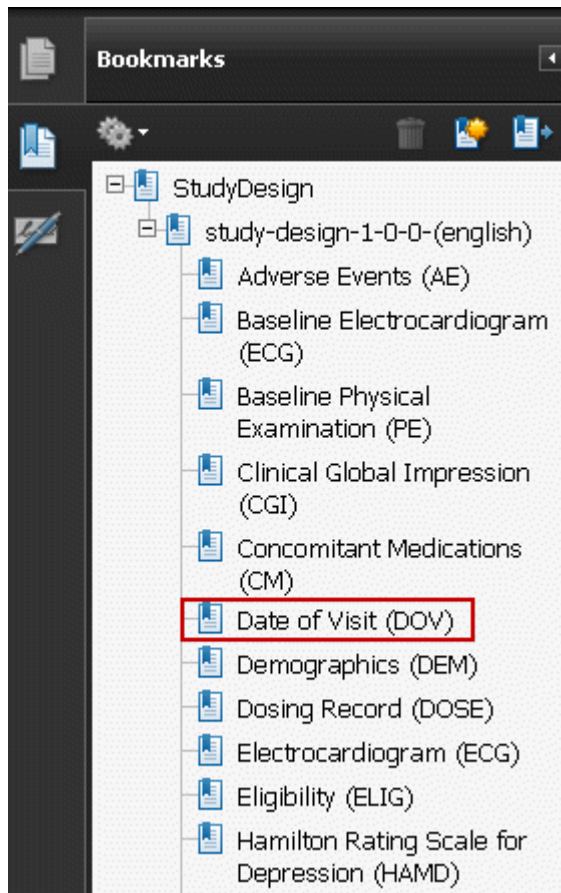 Bookmarks
StudyDesign
study-design-1-0-0-(english)
Adverse Events (AE)
Baseline Electrocardiogram
(ECG)
Baseline Physical
Examination (PE)
Clinical Global Impression
(CGI)
Concomitant Medications
(CM)
Date of Visit (DOV)
Demographics (DEM)
Dosing Record (DOSE)
Electrocardiogram (ECG)
Eligibility (ELIG)
Hamilton Rating Scale for
Depression (HAMD)